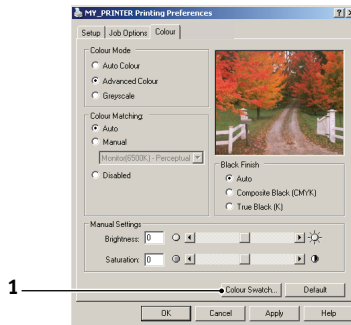 MY_PRINTER Printing Preferences
Setup Job Options Colour
Colour Mode
Auto Colour
Advanced Colour
Greyscale
Colour Matching:
Auto
Manual
Monitor(6500K) - Perceptual
Disabled
Black Finish
Auto
Composite Black (CMYK)
True Black (K)
Manual Settings
Brightness: 0
Saturation: 0
1
Colour Swatch... Default
OK Cancel Apply Help